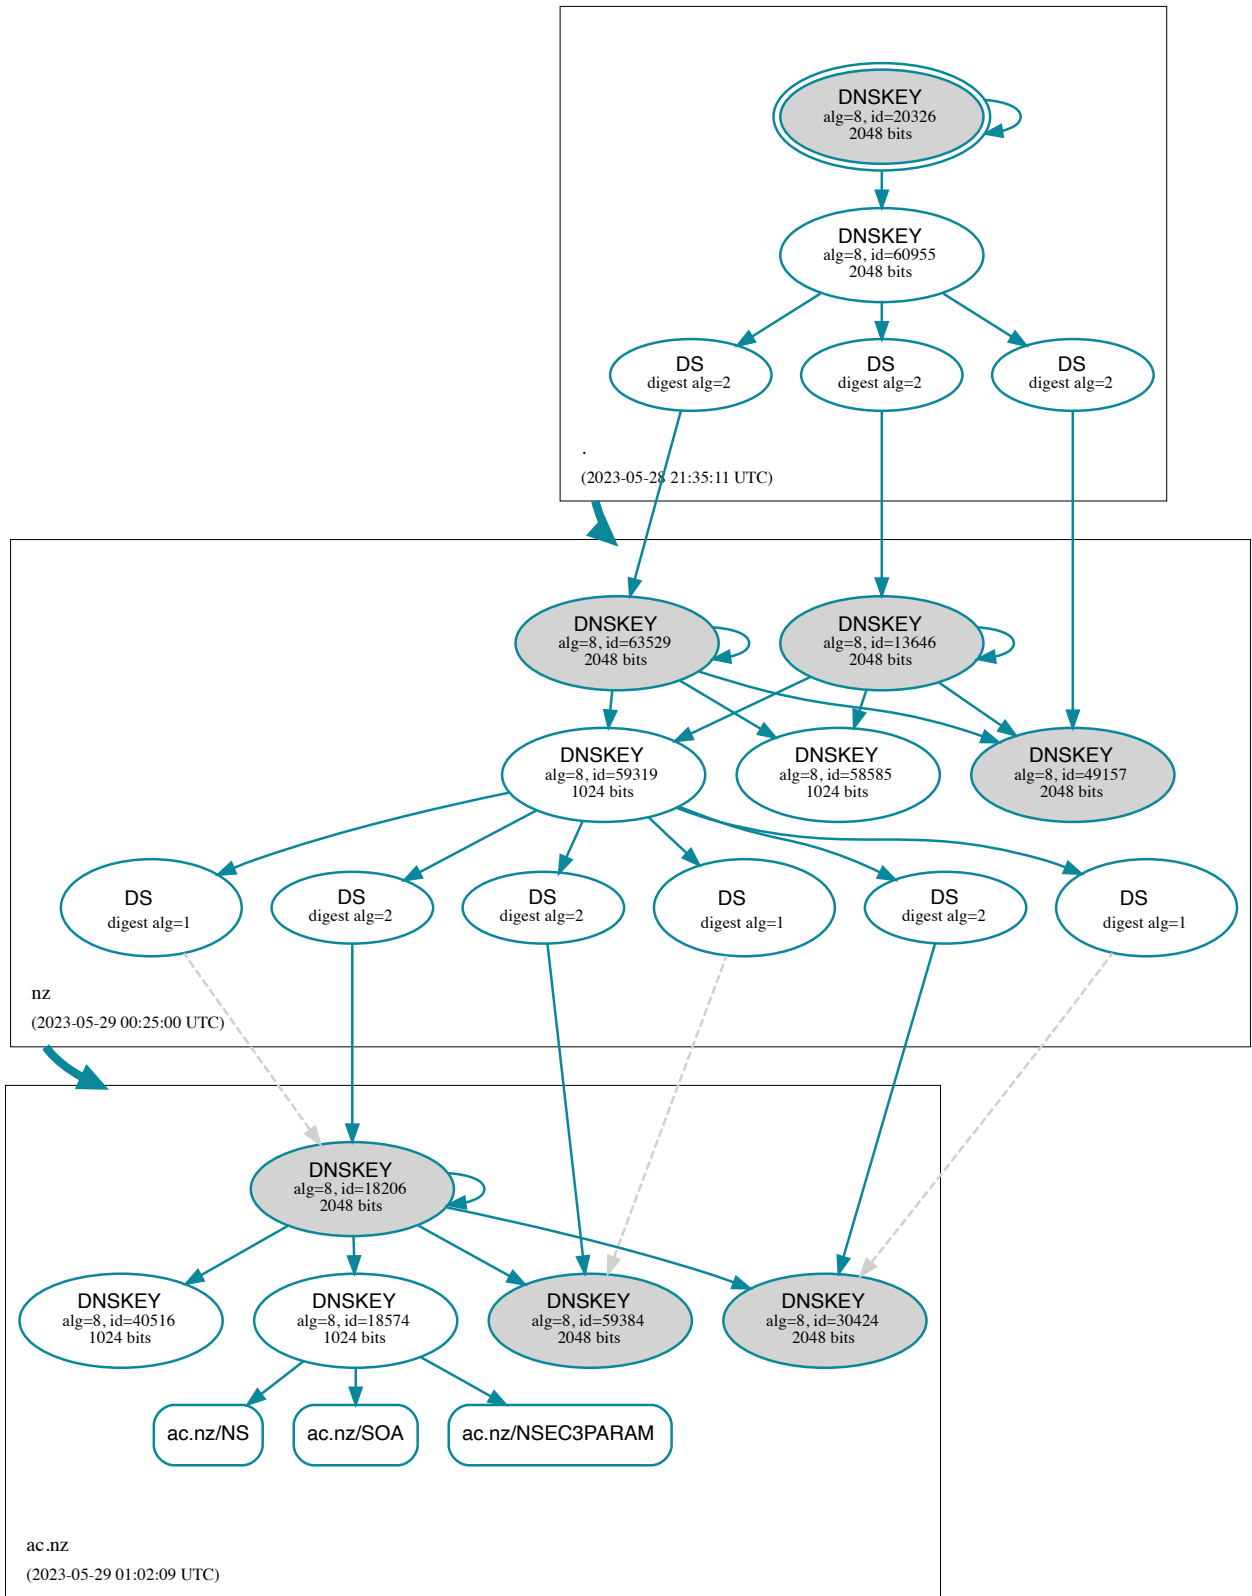 DNSKEY
alg=8, id=20326
2048 bits
DNSKEY
alg=8, id=60955
2048 bits
DS
digest alg=2
DS
digest alg=2
DS
digest alg=2
.
(2023-05-28 21:35:11 UTC)
DNSKEY
alg=8, id=63529
2048 bits
DNSKEY
alg=8, id=13646
2048 bits
DNSKEY
alg=8, id=59319
1024 bits
DNSKEY
alg=8, id=58585
1024 bits
DNSKEY
alg=8, id=49157
2048 bits
DS
digest alg=1
DS
digest alg=2
DS
digest alg=2
DS
digest alg=1
DS
digest alg=2
DS
digest alg=1
nz
(2023-05-29 00:25:00 UTC)
DNSKEY
alg=8, id=18206
2048 bits
DNSKEY
alg=8, id=40516
1024 bits
DNSKEY
alg=8, id=18574
1024 bits
DNSKEY
alg=8, id=59384
2048 bits
DNSKEY
alg=8, id=30424
2048 bits
ac.nz/NS
ac.nz/SOA
ac.nz/NSEC3PARAM
ac.nz
(2023-05-29 01:02:09 UTC)